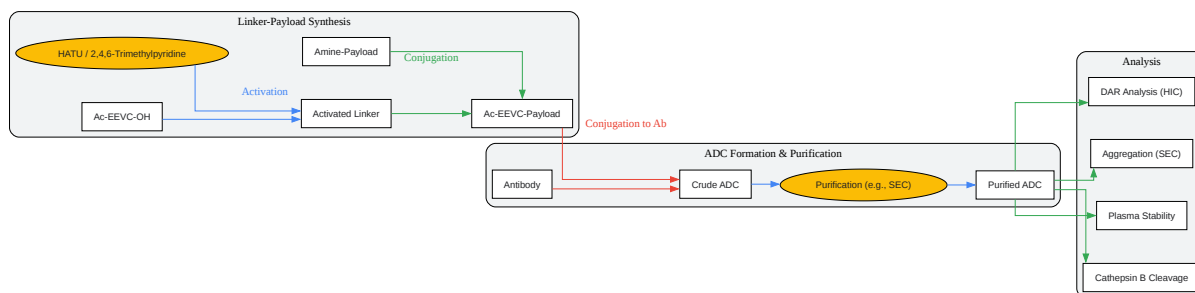 Linker-Payload Synthesis
HATU / 2,4,6-Trimethylpyridine
Amine-Payload
Conjugation
Activation
Ac-EEVC-OH
Activated Linker
Ac-EEVC-Payload
Conjugation to Ab
ADC Formation & Purification
Antibody
Crude ADC
Purification (e.g., SEC)
Purified ADC
Analysis
DAR Analysis (HIC)
Aggregation (SEC)
Plasma Stability
Cathepsin B Cleavage